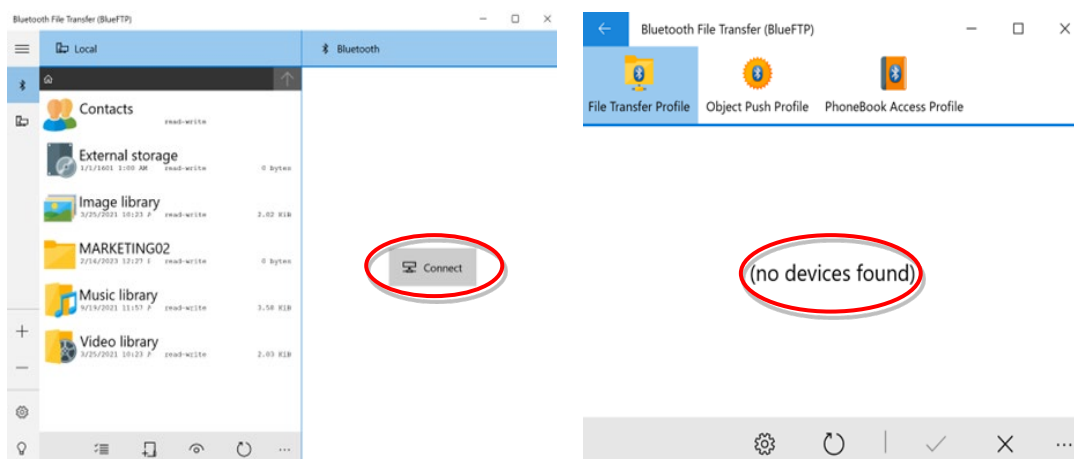 Bluetooth File Transfer (BlueFTP)
Local
Bluetooth
Contacts
read-write
External storage
1/1/1601 1:00 AM read-write 0 bytes
Image library
3/25/2021 10:23 read-write 2.02 KiB
MARKETING02
2/14/2023 12:27 read-write 0 bytes
Music library
9/19/2021 11:57 read-write 3.50 KiB
Video library
3/25/2021 10:23 read-write 2.03 KiB
Connect
Bluetooth File Transfer (BlueFTP)
File Transfer Profile Object Push Profile PhoneBook Access Profile
(no devices found)